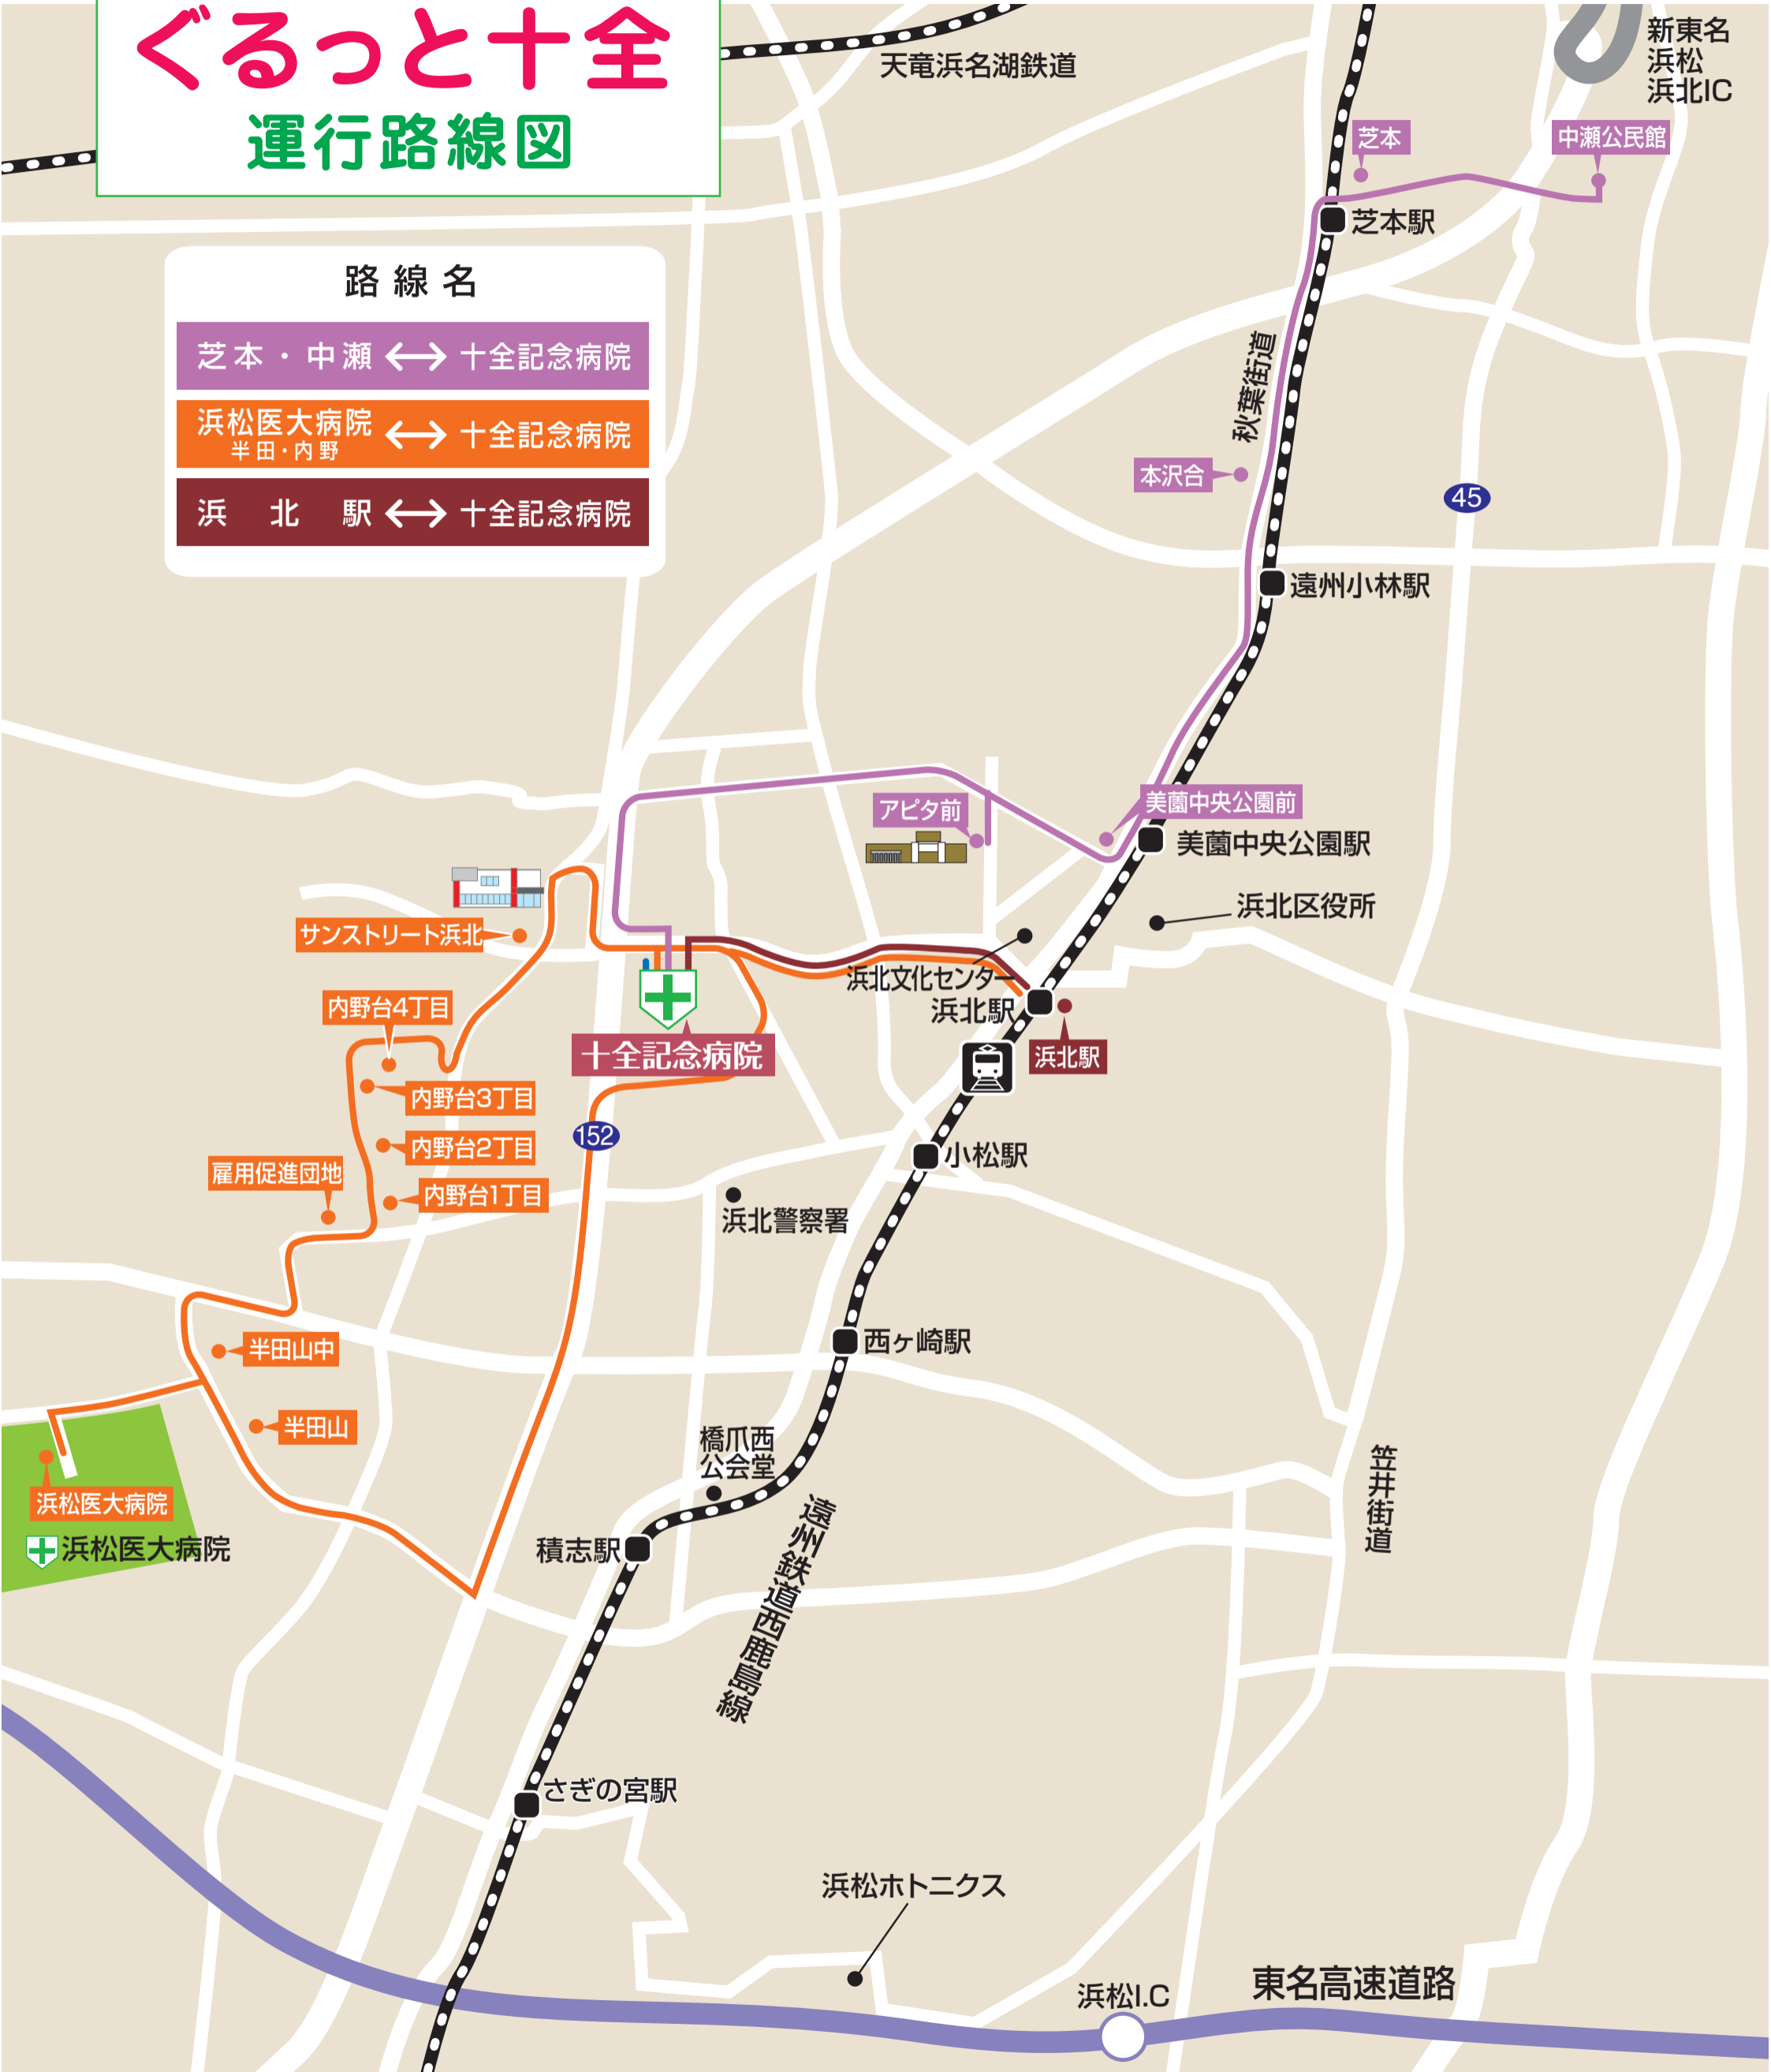 ぐるっと十全
運行路線図
天竜浜名湖鉄道
新東名
浜松
浜北IC
芝本
中瀬公民館
芝本駅
路線名
芝本・中瀬 ⟷ 十全記念病院
浜松医大病院 ⟷ 十全記念病院
半田・内野
浜北駅 ⟷ 十全記念病院
秋葉街道
本沢合
45
遠州小林駅
アピタ前
美薗中央公園前
美薗中央公園駅
浜北区役所
サンストリート浜北
浜北文化センター
浜北駅
内野台4丁目
十全記念病院
浜北駅
内野台3丁目
152
内野台2丁目
小松駅
雇用促進団地
内野台1丁目
浜北警察署
半田山中
西ヶ崎駅
半田山
橋爪西
公会堂
笠井街道
浜松医大病院
浜松医大病院
積志駅
遠州鉄道西鹿島線
さぎの宮駅
浜松ホトニクス
東名高速道路
浜松I.C